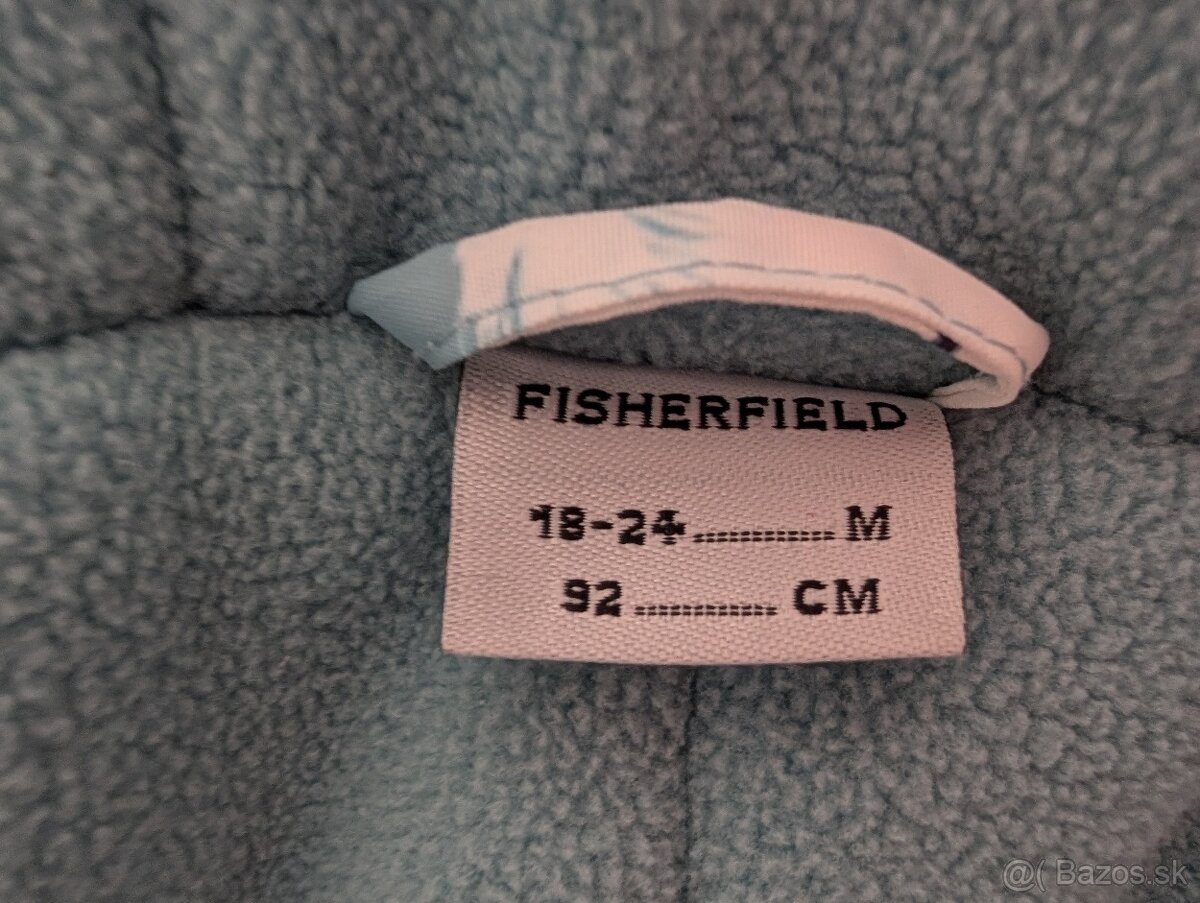 FISHERFIELD
18-24............M
92............CM
@( Bazos.sk